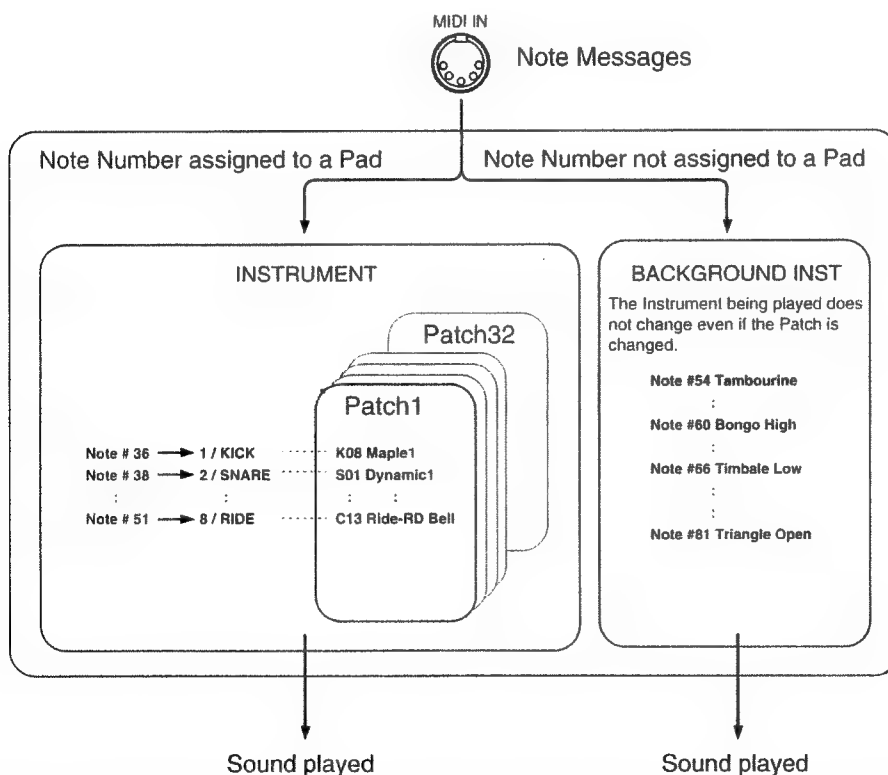 MIDI IN
Note Messages
Note Number assigned to a Pad
Note Number not assigned to a Pad
INSTRUMENT
Patch32
Patch1
Note # 36 1 / KICK K08 Maple1
Note # 38 2 / SNARE S01 Dynamic1
: : : :
Note # 51 8 / RIDE C13 Ride-RD Bell
BACKGROUND INST
The Instrument being played does
not change even if the Patch is
changed.
Note #54 Tambourine
:
Note #60 Bongo High
:
Note #66 Timbale Low
:
:
Note #81 Triangle Open
Sound played
Sound played